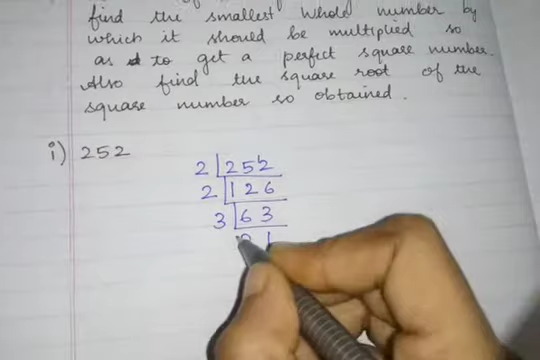 find the smallest whole number by
which it should be multiplied so
as to get a perfect square number.
Also find the square root of the
square number so obtained.
i) 252
2 252
2 126
3 63